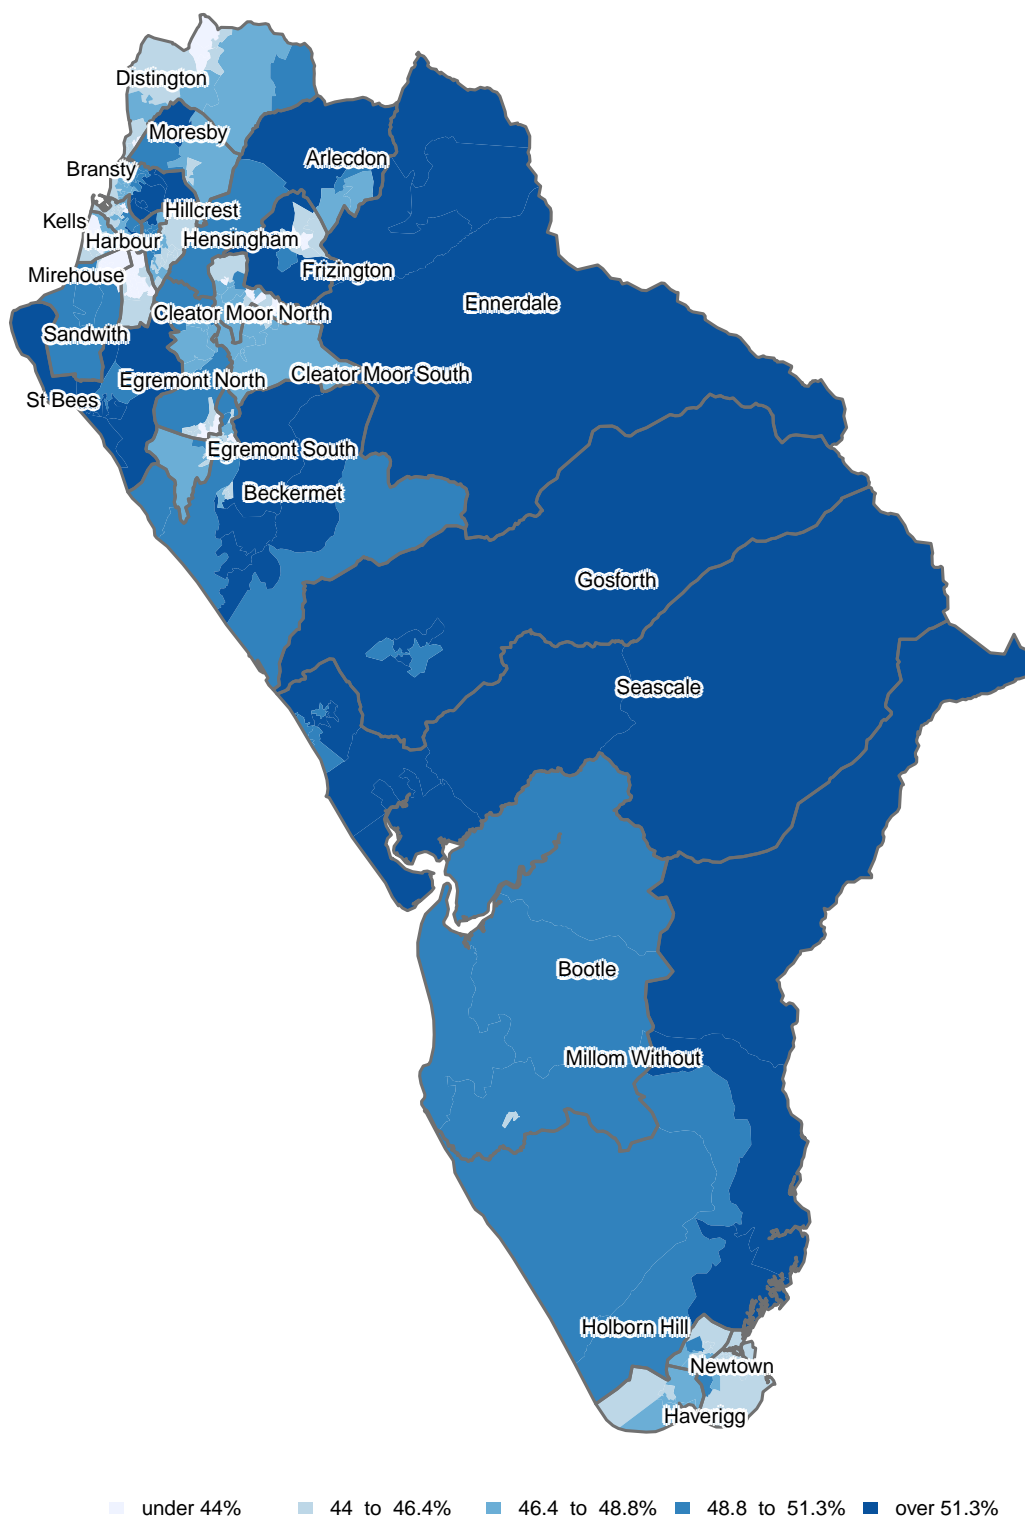 Distington
Moresby
Arlecdon
Bransty
Hillcrest
Kells
Harbour
Hensingham
Mirehouse
Frizington
Ennerdale
Cleator Moor North
Sandwith
Cleator Moor South
Egremont North
St Bees
Egremont South
Beckermet
Gosforth
Seascale
Bootle
Millom Without
Holborn Hill
Newtown
Haverigg
under 44% 44 to 46.4% 46.4 to 48.8% 48.8 to 51.3% over 51.3%